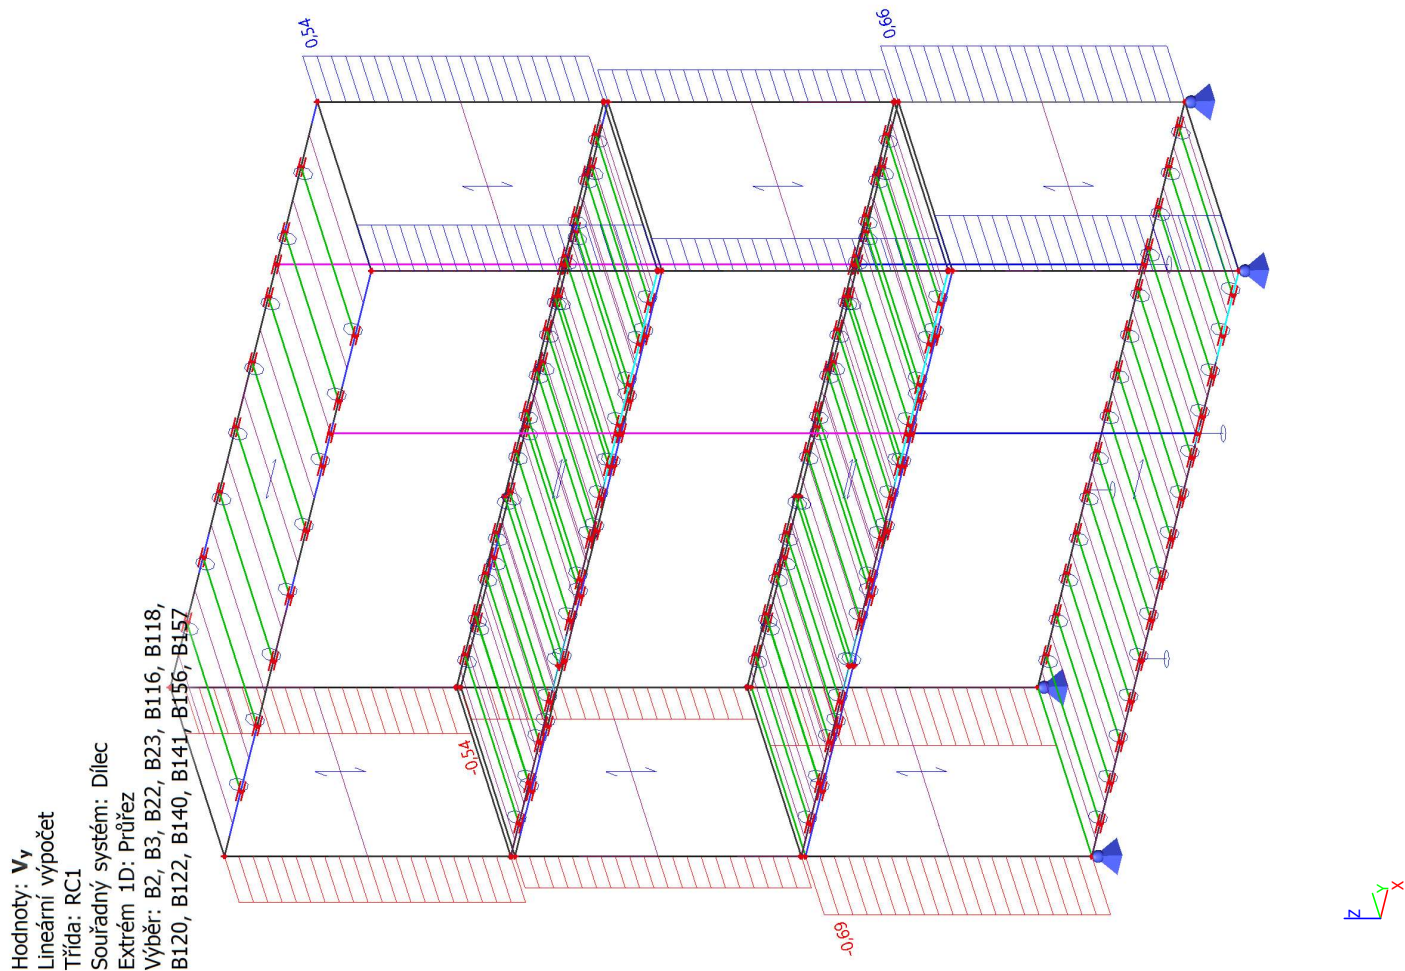 Hodnoty: Vy
Lineární výpočet
Třída: RC1
Souřadný systém: Dílec
Extrém 1D: Průřez
Výběr: B2, B3, B22, B23, B116, B118,
B120, B122, B140, B141, B156, B157
0,54
0,66
-0,54
-0,69
Z
Y
X